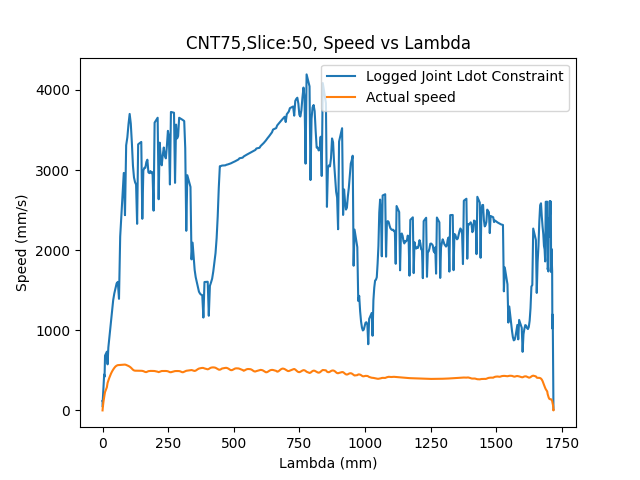 CNT75,Slice:50, Speed vs Lambda
Logged Joint Ldot Constraint
Actual speed
Speed (mm/s)
4000
3000
2000
1000
0
0 250 500 750 1000 1250 1500 1750
Lambda (mm)